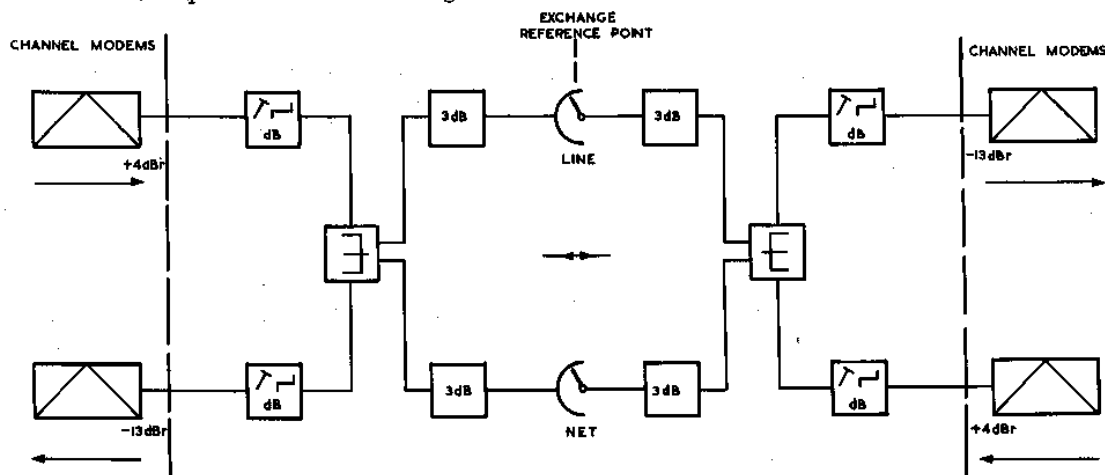 EXCHANGE
REFERENCE POINT
CHANNEL MODEMS
CHANNEL MODEMS
dB
3dB
3dB
dB
+4dBr
LINE
-13dBr
dB
3dB
3dB
dB
-13dBr
NET
+4dBr